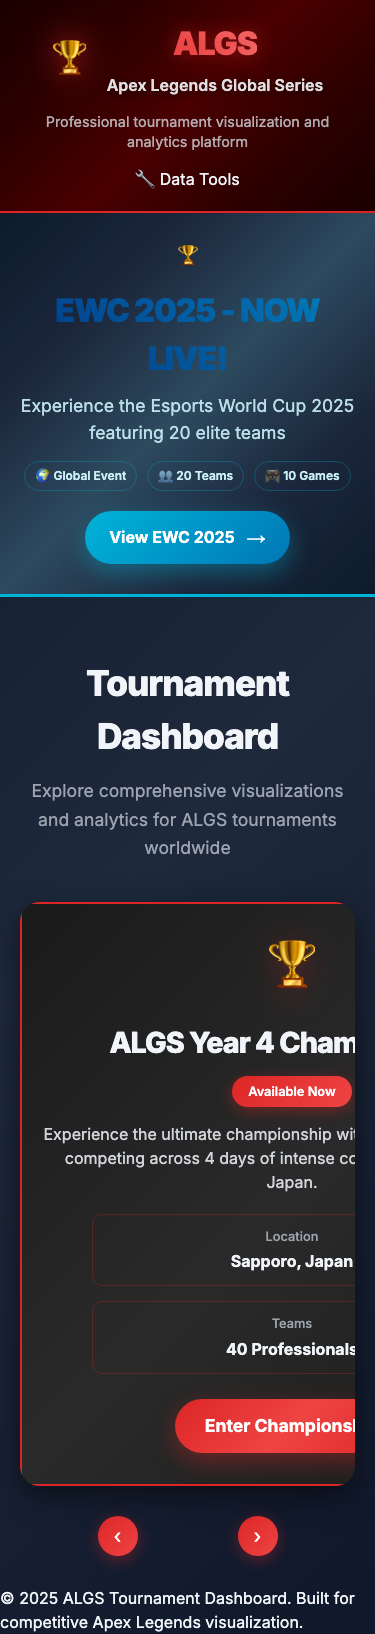 ALGS
Apex Legends Global Series
Professional tournament visualization and
analytics platform
🔧 Data Tools
EWC 2025 - NOW
LIVE!
Experience the Esports World Cup 2025
featuring 20 elite teams
🌍 Global Event 👥 20 Teams 🎮 10 Games
View EWC 2025 →
Tournament
Dashboard
Explore comprehensive visualizations
and analytics for ALGS tournaments
worldwide
ALGS Year 4
Available Now
Experience the ultimate championship
competing across 4 days of intense
Japan.
Location
Sapporo, Japan
Teams
40 Professionals
Enter
‹ ›
© 2025 ALGS Tournament Dashboard. Built for
competitive Apex Legends visualization.